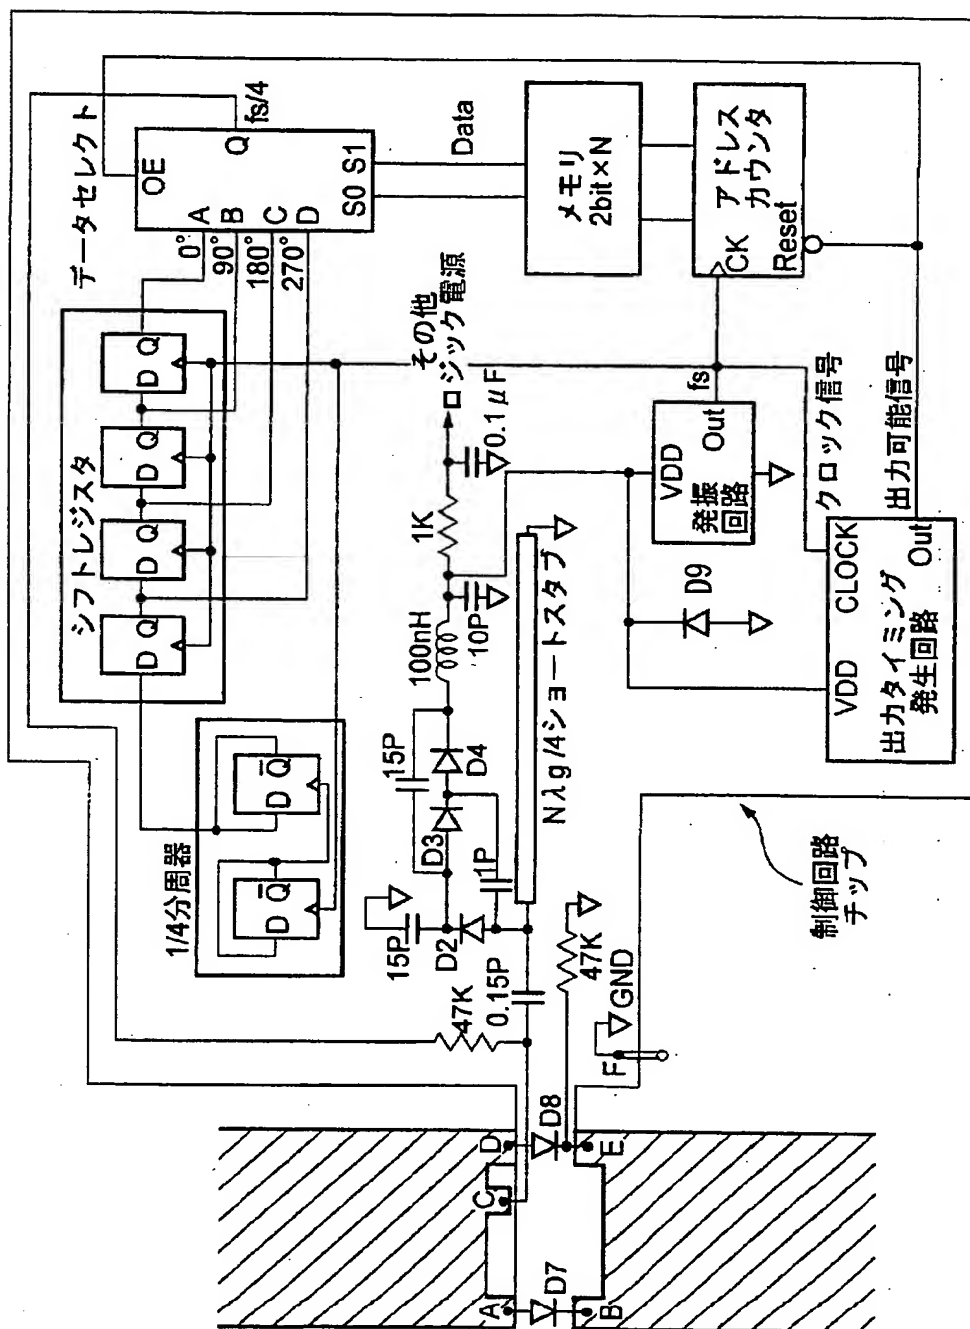 データセレクト
OE
A
B
C
D
Q
fs/4
S0 S1
0°
90°
180°
270°
シフトレジスタ
D Q
D Q
D Q
D Q
1/4分周器
D Q̅
D Q̅
Data
メモリ
2bit×N
アドレス
カウンタ
CK
Reset
その他
ロジック電源
0.1μF
1K
10P
100nH
15P
D4
D3
1P
15P
D2
0.15P
47K
Nλg/4ショートスタブ
fs
VDD
Out
発振
回路
クロック信号
出力可能信号
D9
VDD
CLOCK
Out
出力タイミング
発生回路
47K
GND
F
制御回路
チップ
A
B
C
D
E
D7
D8